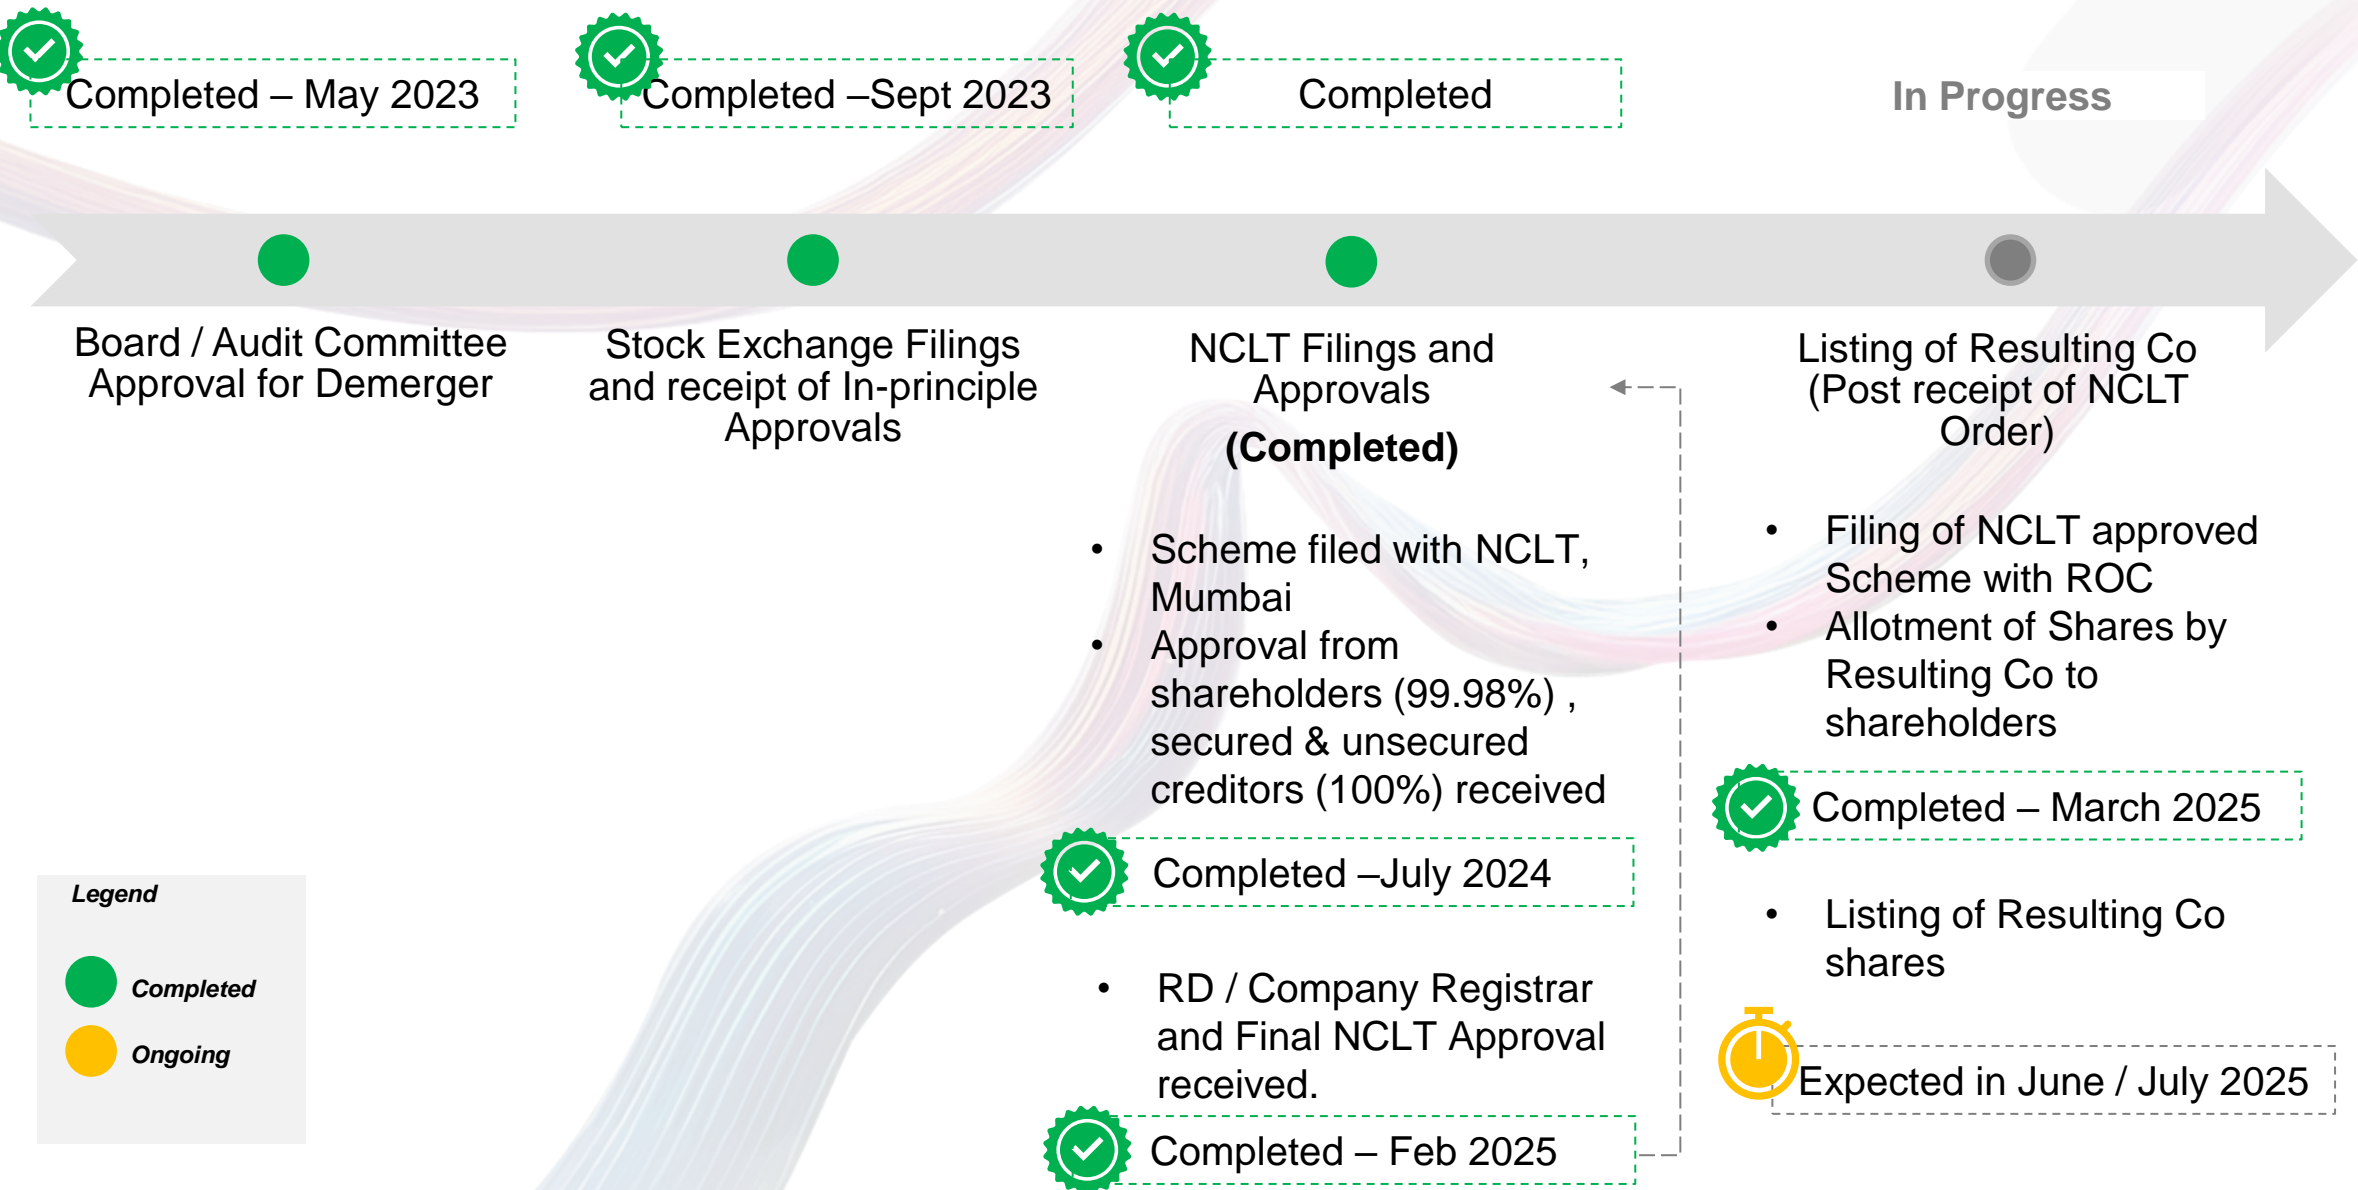 Completed – May 2023
Completed –Sept 2023
Completed
In Progress
Board / Audit Committee
Approval for Demerger
Stock Exchange Filings
and receipt of In-principle
Approvals
NCLT Filings and
Approvals
(Completed)
• Scheme filed with NCLT,
Mumbai
• Approval from
shareholders (99.98%) ,
secured & unsecured
creditors (100%) received
Completed –July 2024
• RD / Company Registrar
and Final NCLT Approval
received.
Completed – Feb 2025
Listing of Resulting Co
(Post receipt of NCLT
Order)
• Filing of NCLT approved
Scheme with ROC
• Allotment of Shares by
Resulting Co to
shareholders
Completed – March 2025
• Listing of Resulting Co
shares
Expected in June / July 2025
Legend
Completed
Ongoing